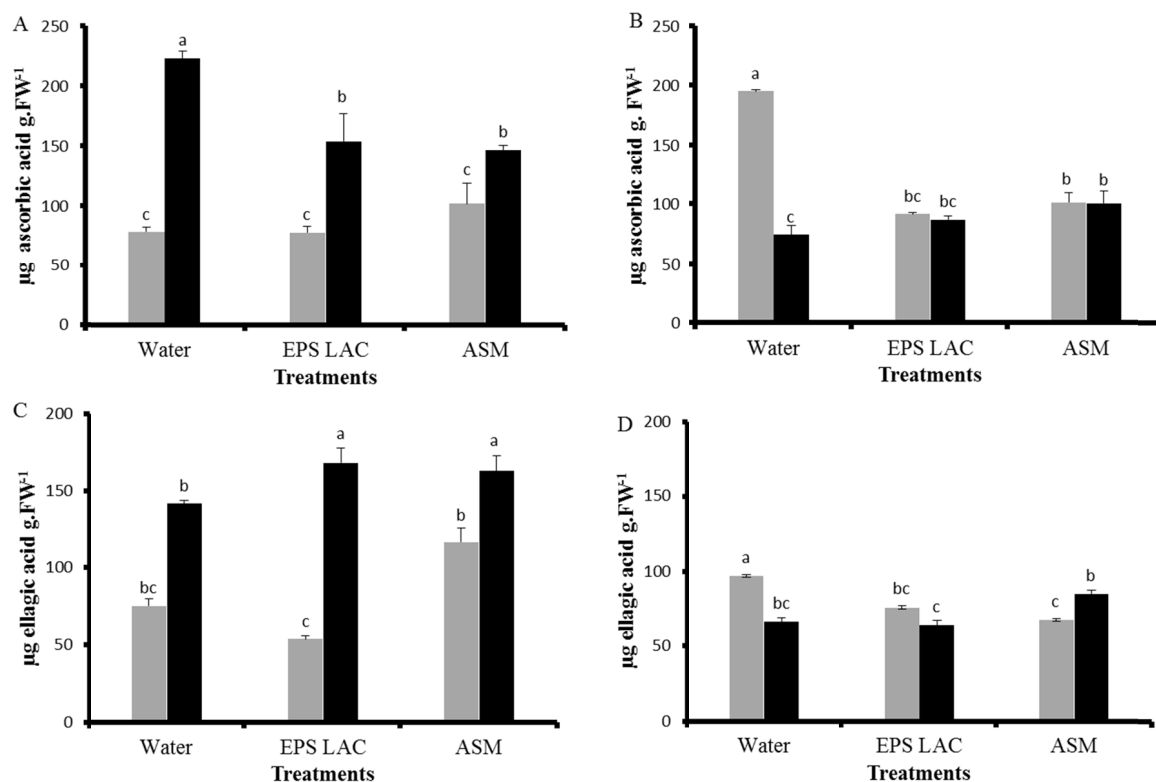 A
µg ascorbic acid g.FW-1
250
200
150
100
50
0
a
b
b
c
c
c
Water
EPS LAC
ASM
Treatments
B
µg ascorbic acid g. FW-1
250
200
150
100
50
0
a
c
bc
bc
b
b
Water
EPS LAC
ASM
Treatments
C
µg ellagic acid g.FW-1
200
150
100
50
0
bc
b
c
a
b
a
Water
EPS LAC
ASM
Treatments
D
µg ellagic acid g.FW-1
200
150
100
50
0
a
bc
bc
c
c
b
Water
EPS LAC
ASM
Treatments